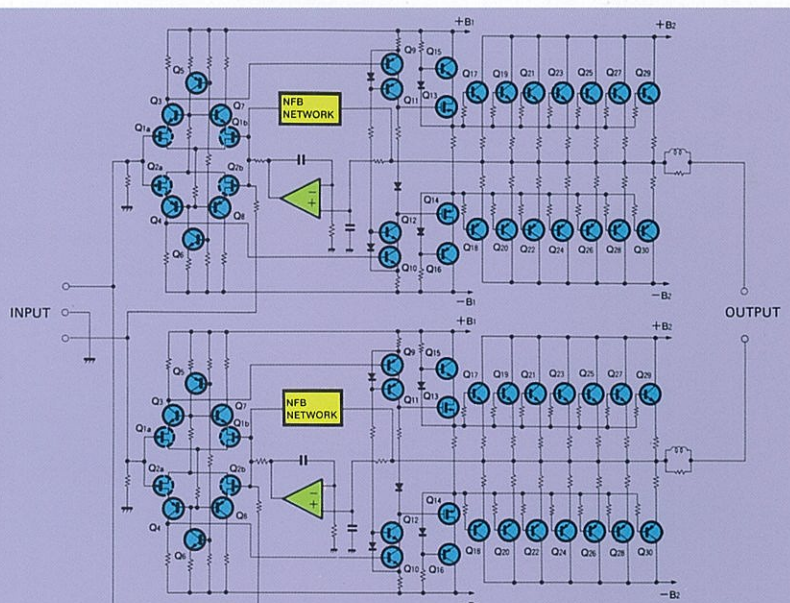 +B1
+B2
Q9
Q15
Q5
Q17 Q19 Q21 Q23 Q25 Q27 Q29
Q3
Q7
Q11
Q13
NFB
NETWORK
Q1a
Q1b
Q2a
Q2b
−
+
Q14
Q4
Q8
Q12
Q18 Q20 Q22 Q24 Q26 Q28 Q30
Q6
Q10
Q16
−B1
−B2
INPUT
OUTPUT
+B1
+B2
Q9
Q15
Q5
Q17 Q19 Q21 Q23 Q25 Q27 Q29
Q3
Q7
Q11
Q13
NFB
NETWORK
Q1a
Q1b
Q2a
Q2b
−
+
Q14
Q4
Q12
Q18 Q20 Q22 Q24 Q26 Q28 Q30
Q6
Q10
Q16
−B2